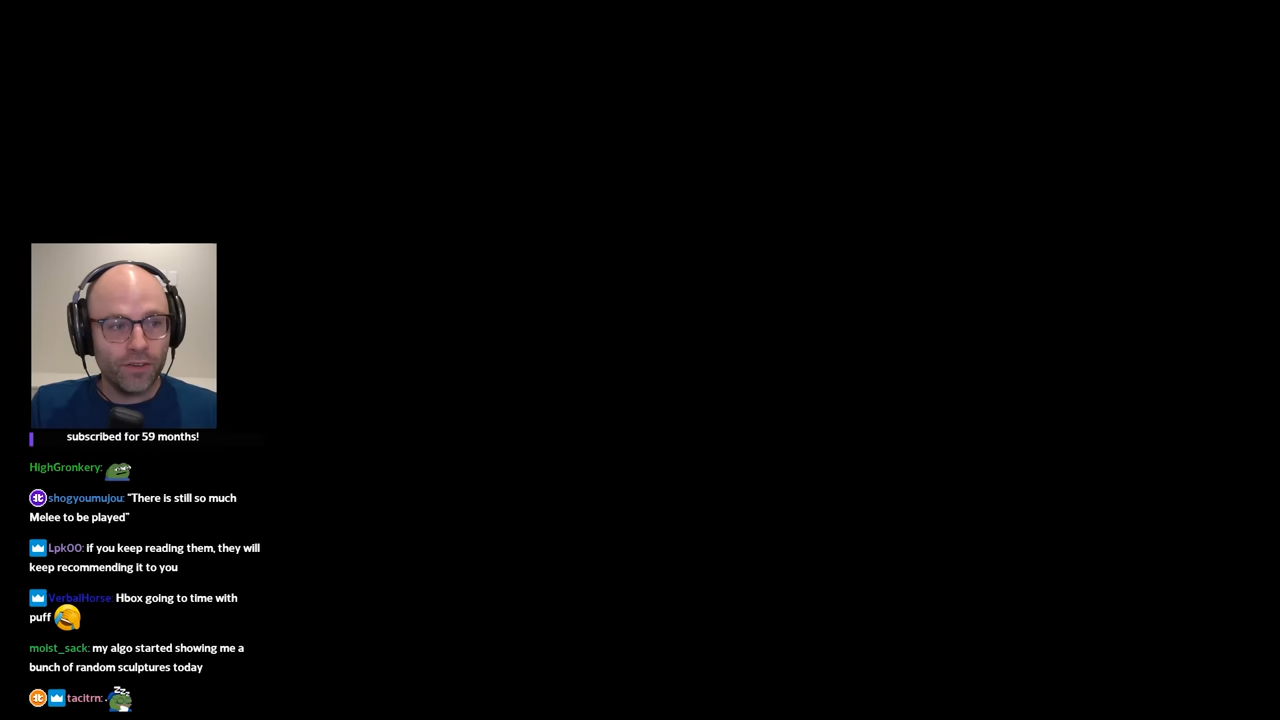 subscribed for 59 months!
HighGronkery:
shogyoumujou: "There is still so much
Melee to be played"
Lpk00: if you keep reading them, they will
keep recommending it to you
VerbalHorse: Hbox going to time with
puff
moist_sack: my algo started showing me a
bunch of random sculptures today
tacitrn: